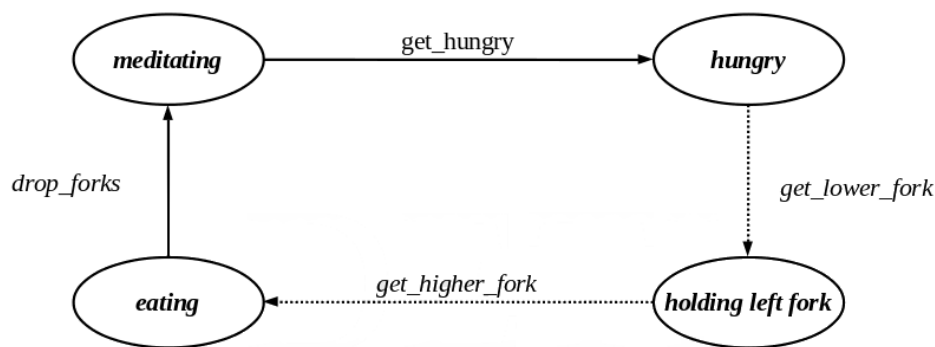 meditating
get_hungry
hungry
drop_forks
get_lower_fork
eating
get_higher_fork
holding left fork